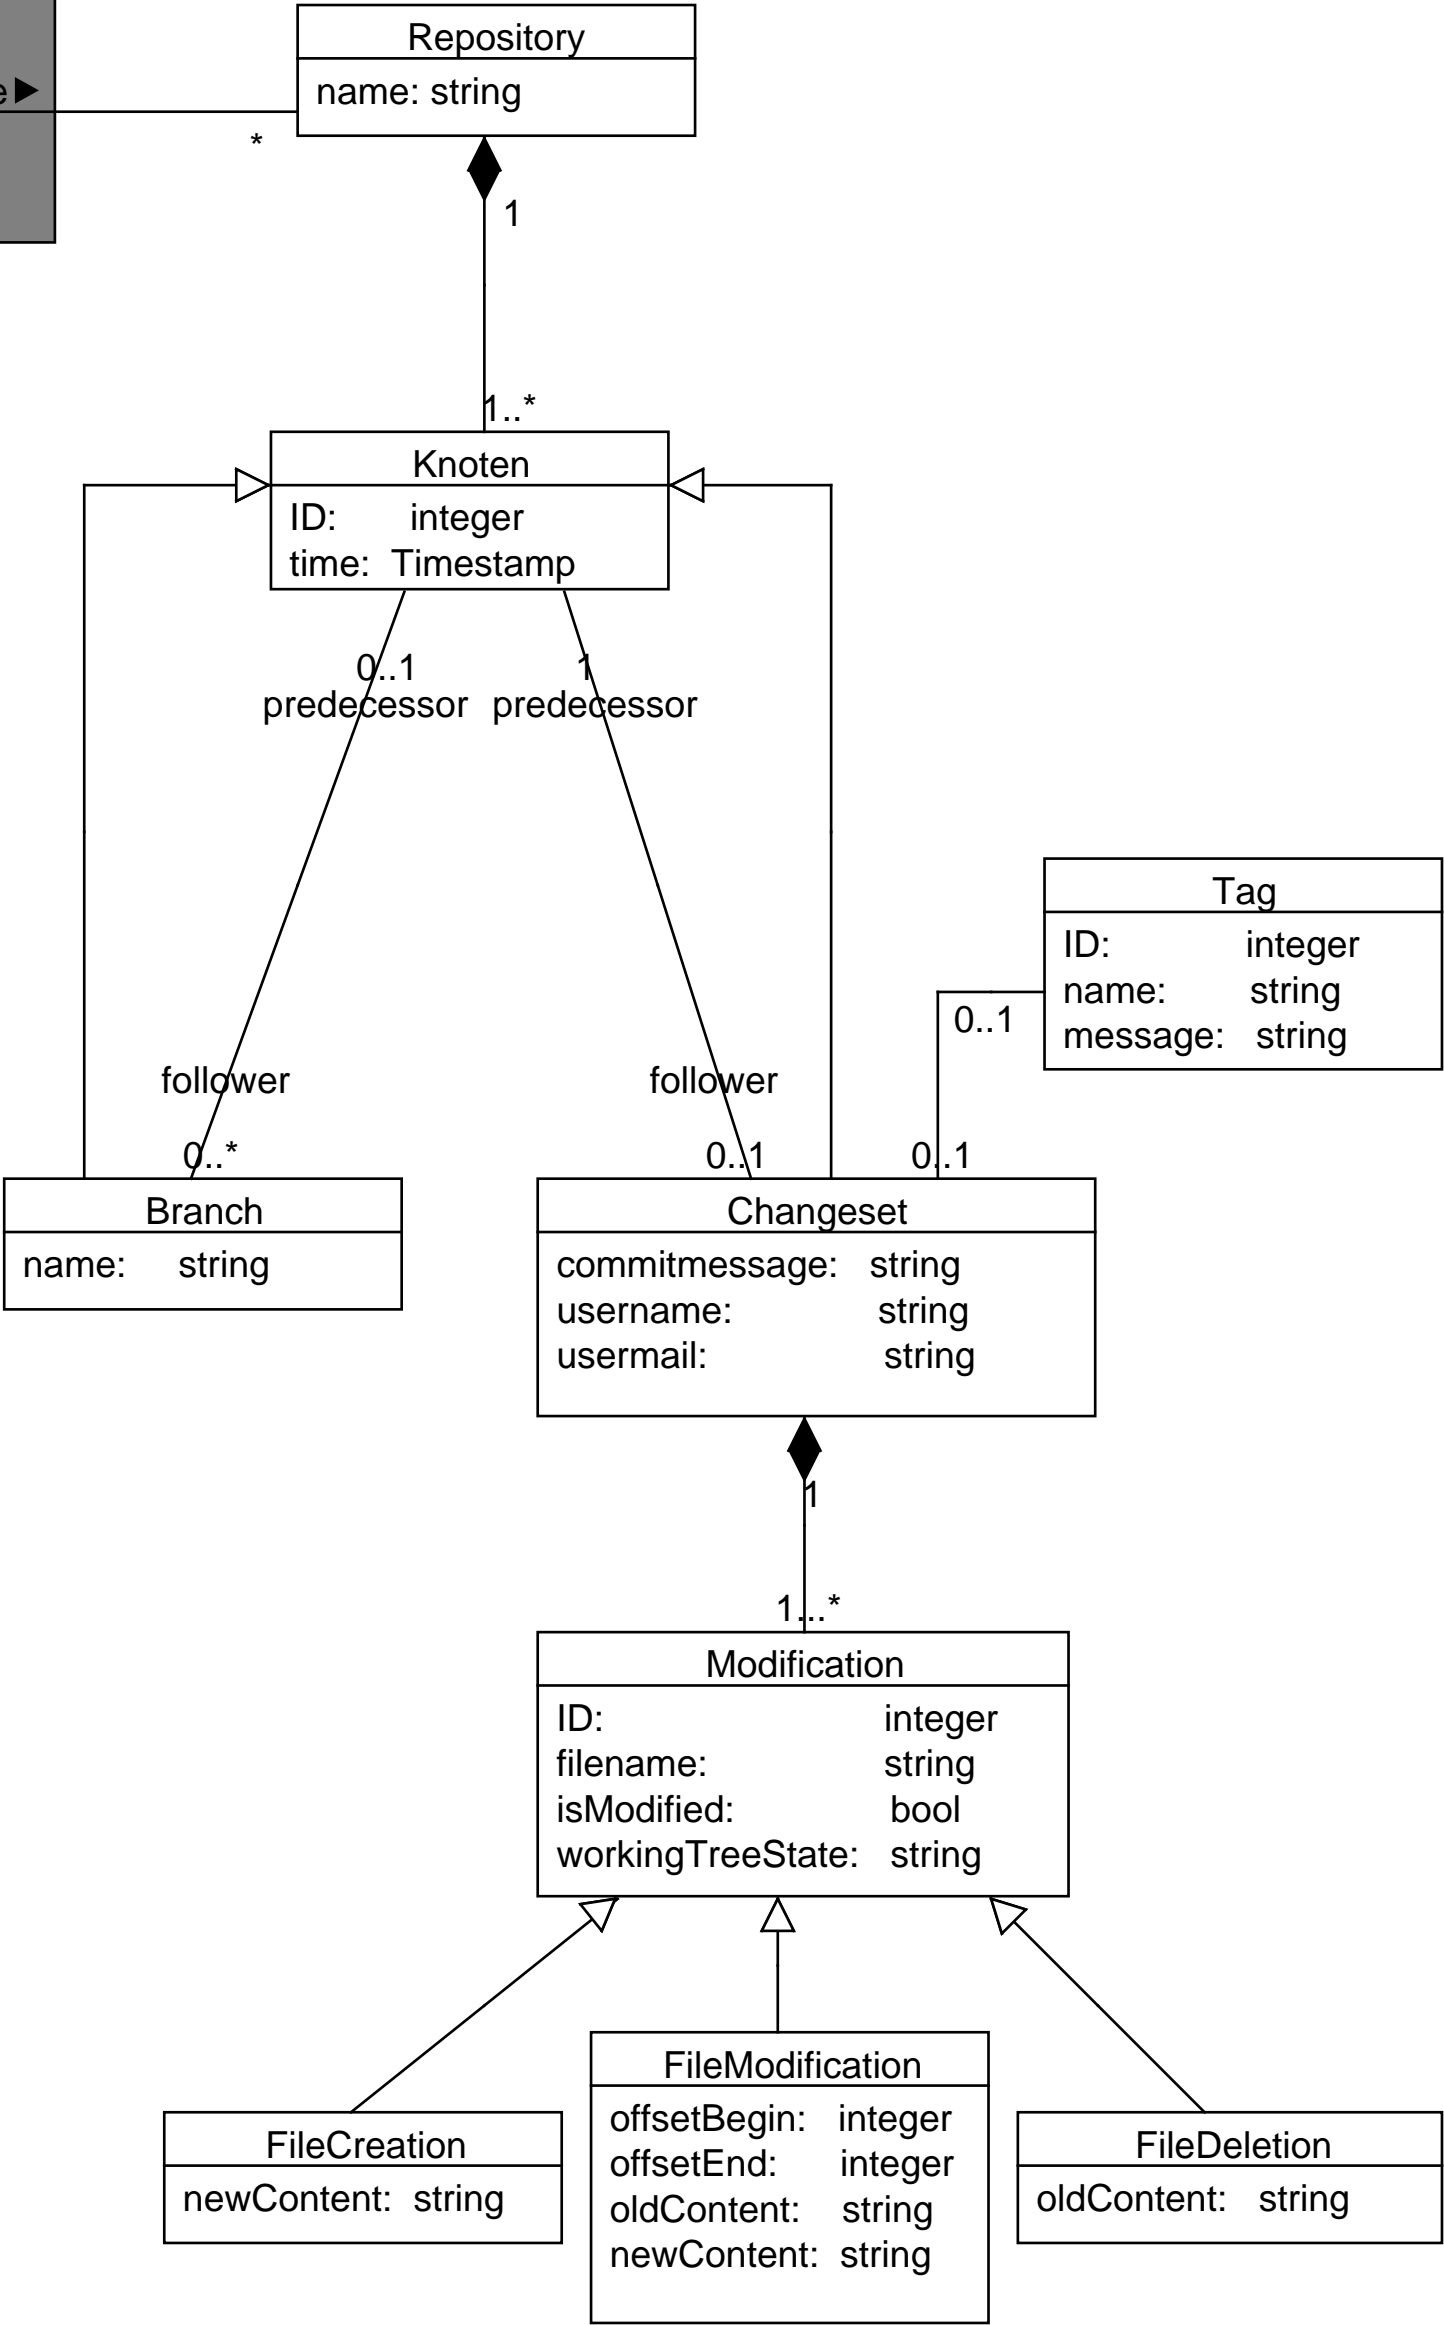 Repository
e▶
name: string
*
1
1..*
Knoten
ID: integer
time: Timestamp
0..1
1
predecessor
predecessor
Tag
ID: integer
name: string
message: string
0..1
follower
follower
0..*
0..1
0..1
Branch
name: string
Changeset
commitmessage: string
username: string
usermail: string
1
1...*
Modification
ID: integer
filename: string
isModified: bool
workingTreeState: string
FileCreation
newContent: string
FileModification
offsetBegin: integer
offsetEnd: integer
oldContent: string
newContent: string
FileDeletion
oldContent: string